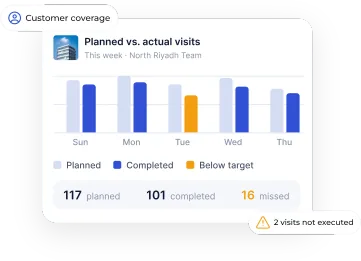 Customer coverage
Planned vs. actual visits
This week · North Riyadh Team
Sun Mon Tue Wed Thu
Planned Completed Below target
117 planned 101 completed 16 missed
2 visits not executed